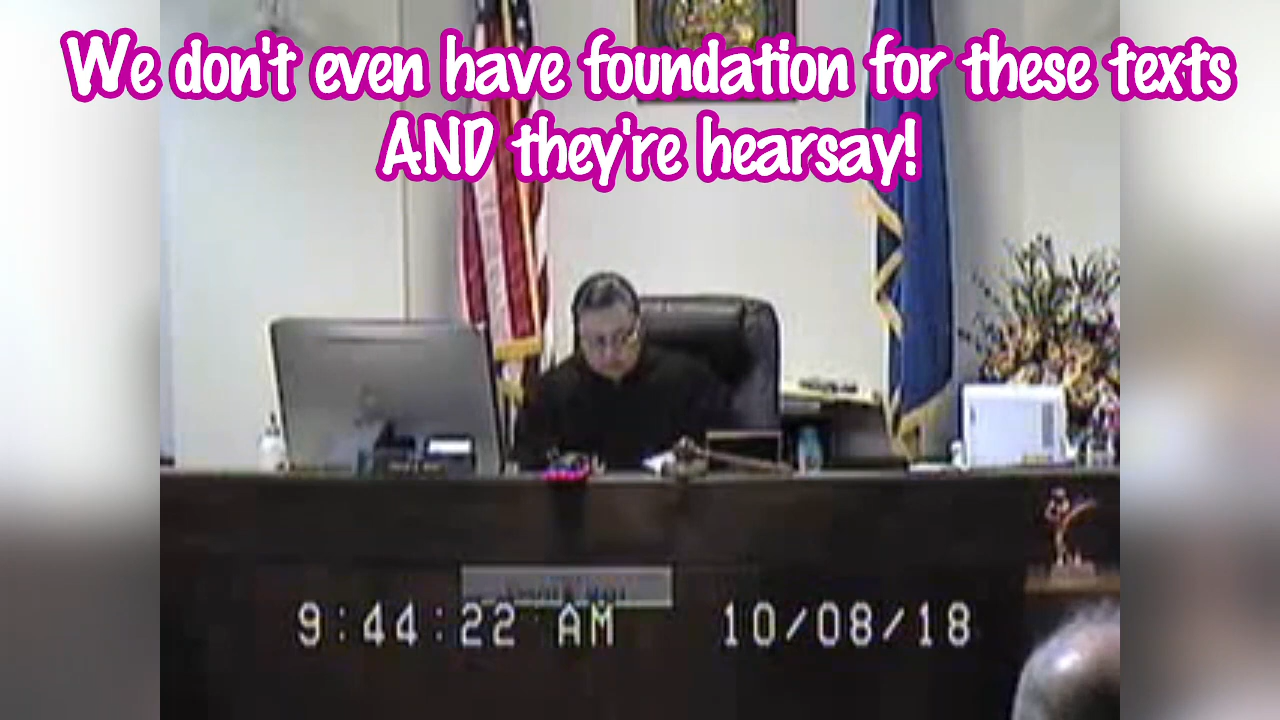 We don't even have foundation for these texts
AND they're hearsay!
9:44:22 AM 10/08/18